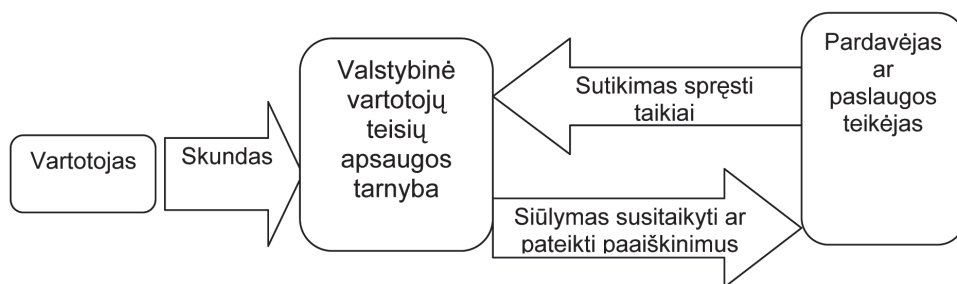 Vartotojas
Skundas
Valstybinė
vartotojų
teisių
apsaugos
tarnyba
Sutikimas spręsti
taikiai
Siūlymas susitaikyti ar
pateikti paaiškinimus
Pardavėjas
ar
paslaugos
teikėjas